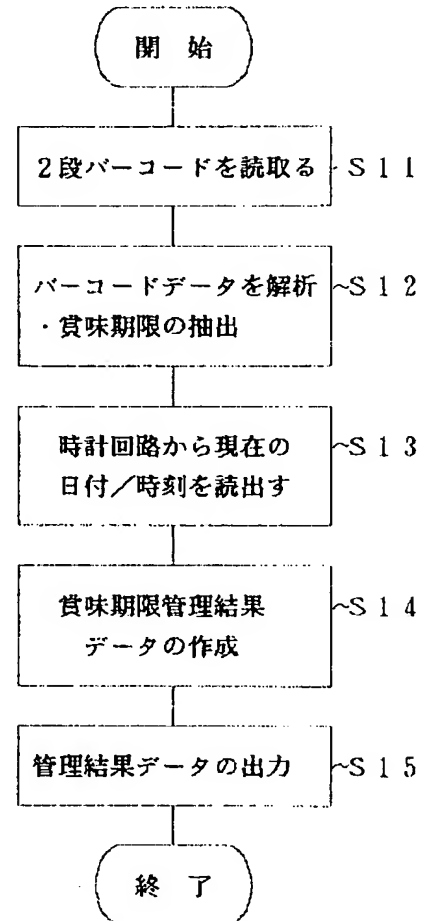 開 始
2段バーコードを読取る S11
バーコードデータを解析 ~S12
・賞味期限の抽出
時計回路から現在の ~S13
日付／時刻を読出す
賞味期限管理結果 ~S14
データの作成
管理結果データの出力 ~S15
終 了